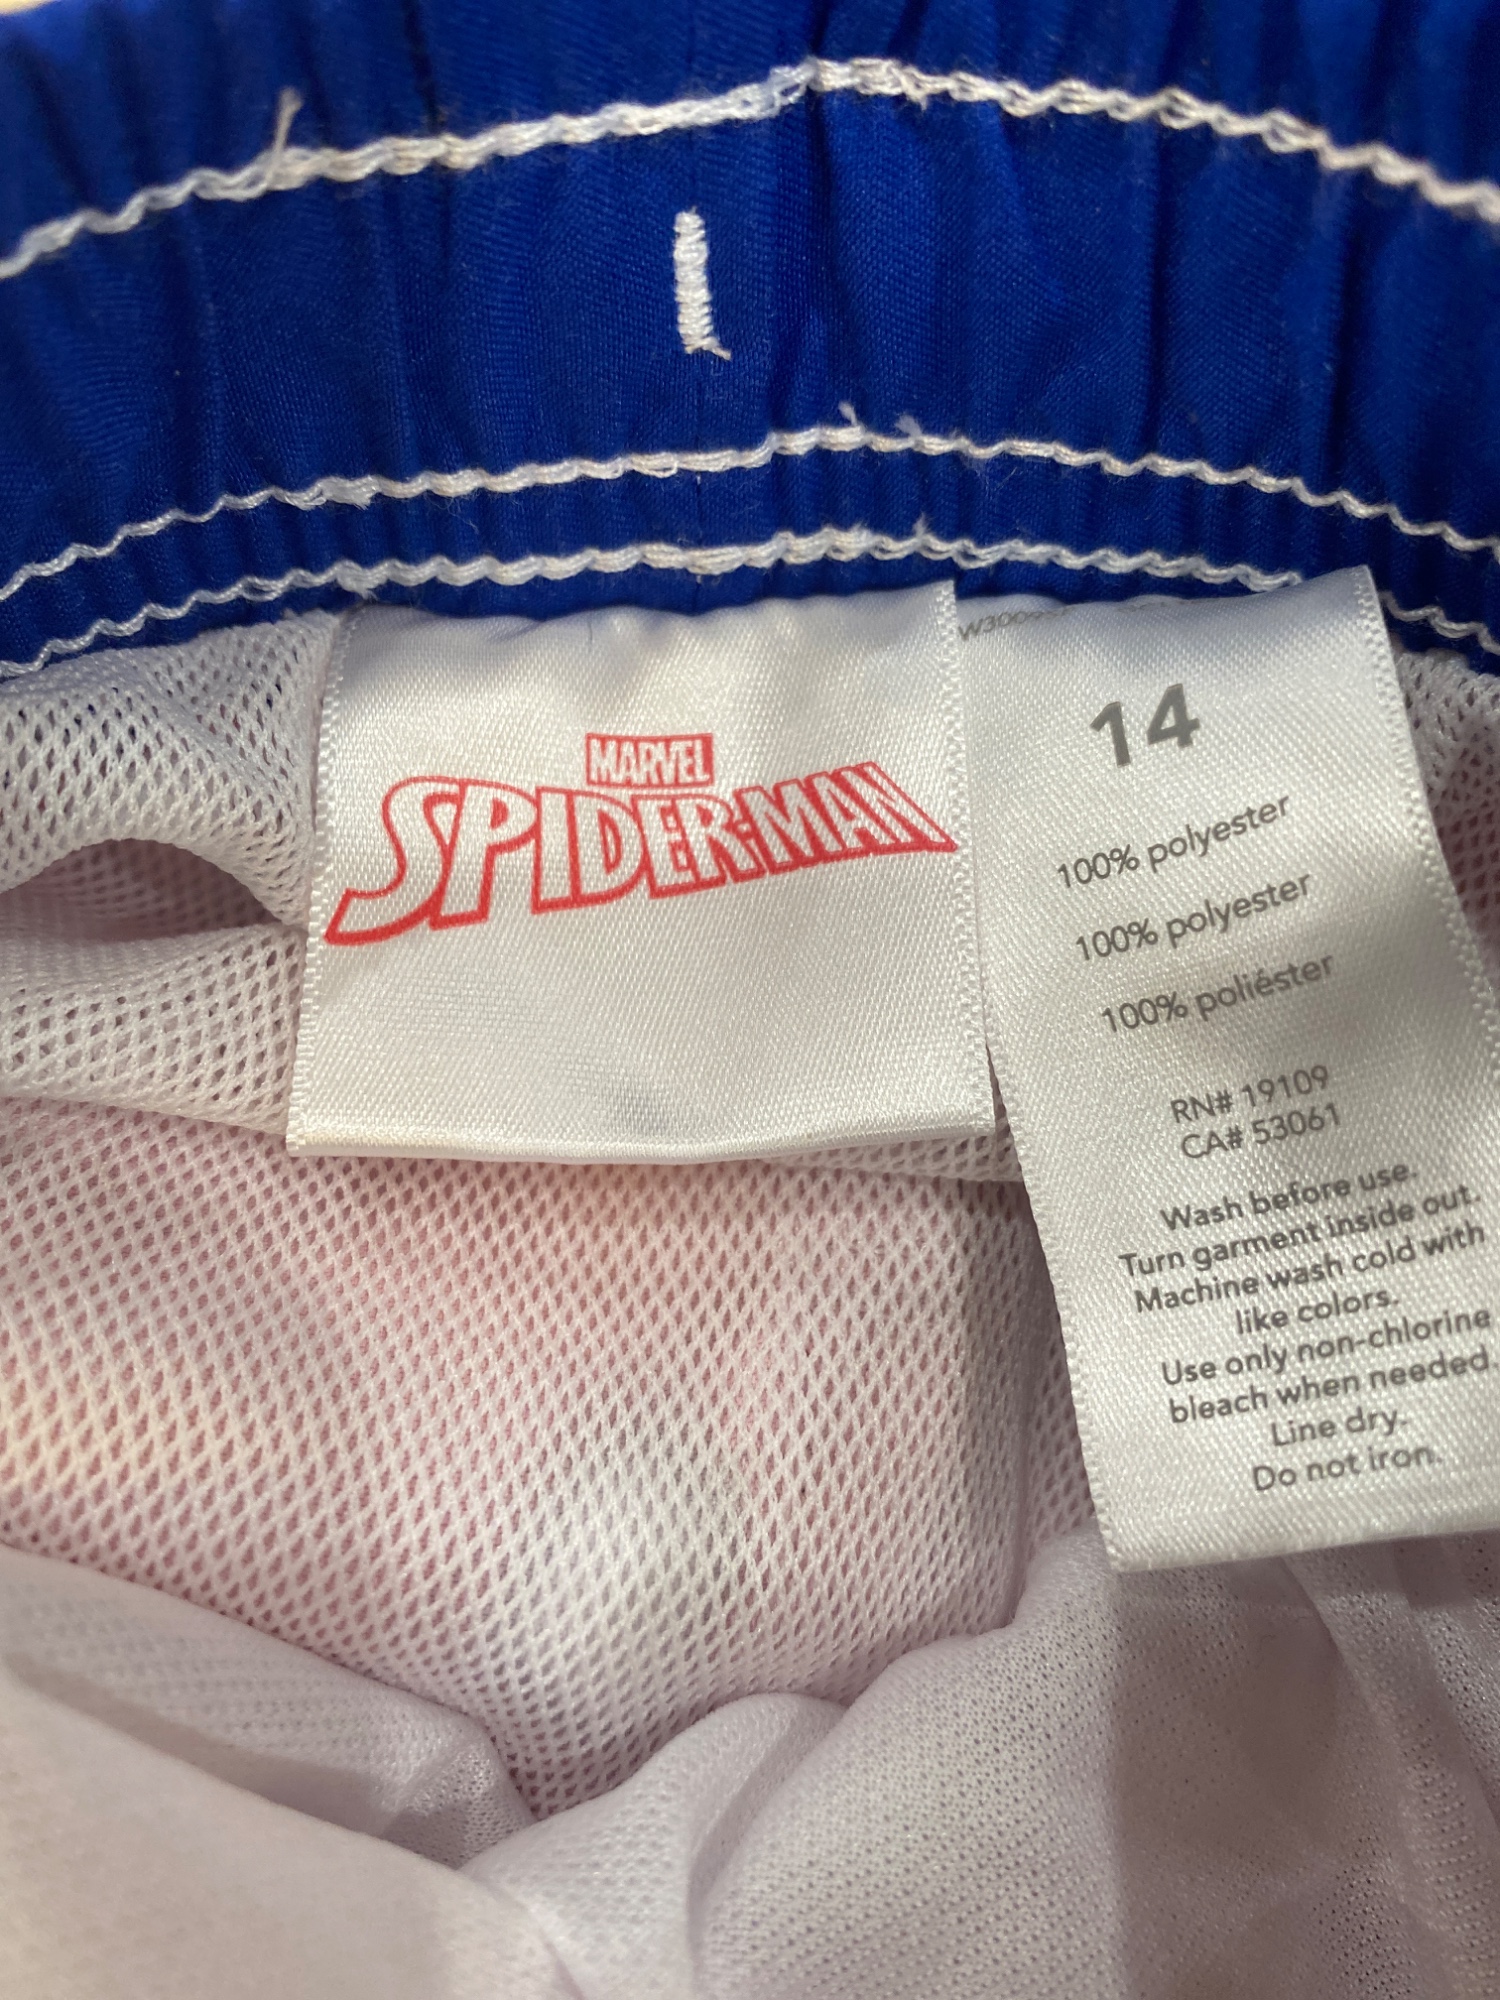 MARVEL
SPIDER-MAN
14
100% polyester
100% polyester
100% poliéster
RN# 19109
CA# 53061
Wash before use.
Turn garment inside out.
Machine wash cold with
like colors.
Use only non-chlorine
bleach when needed.
Line dry.
Do not iron.